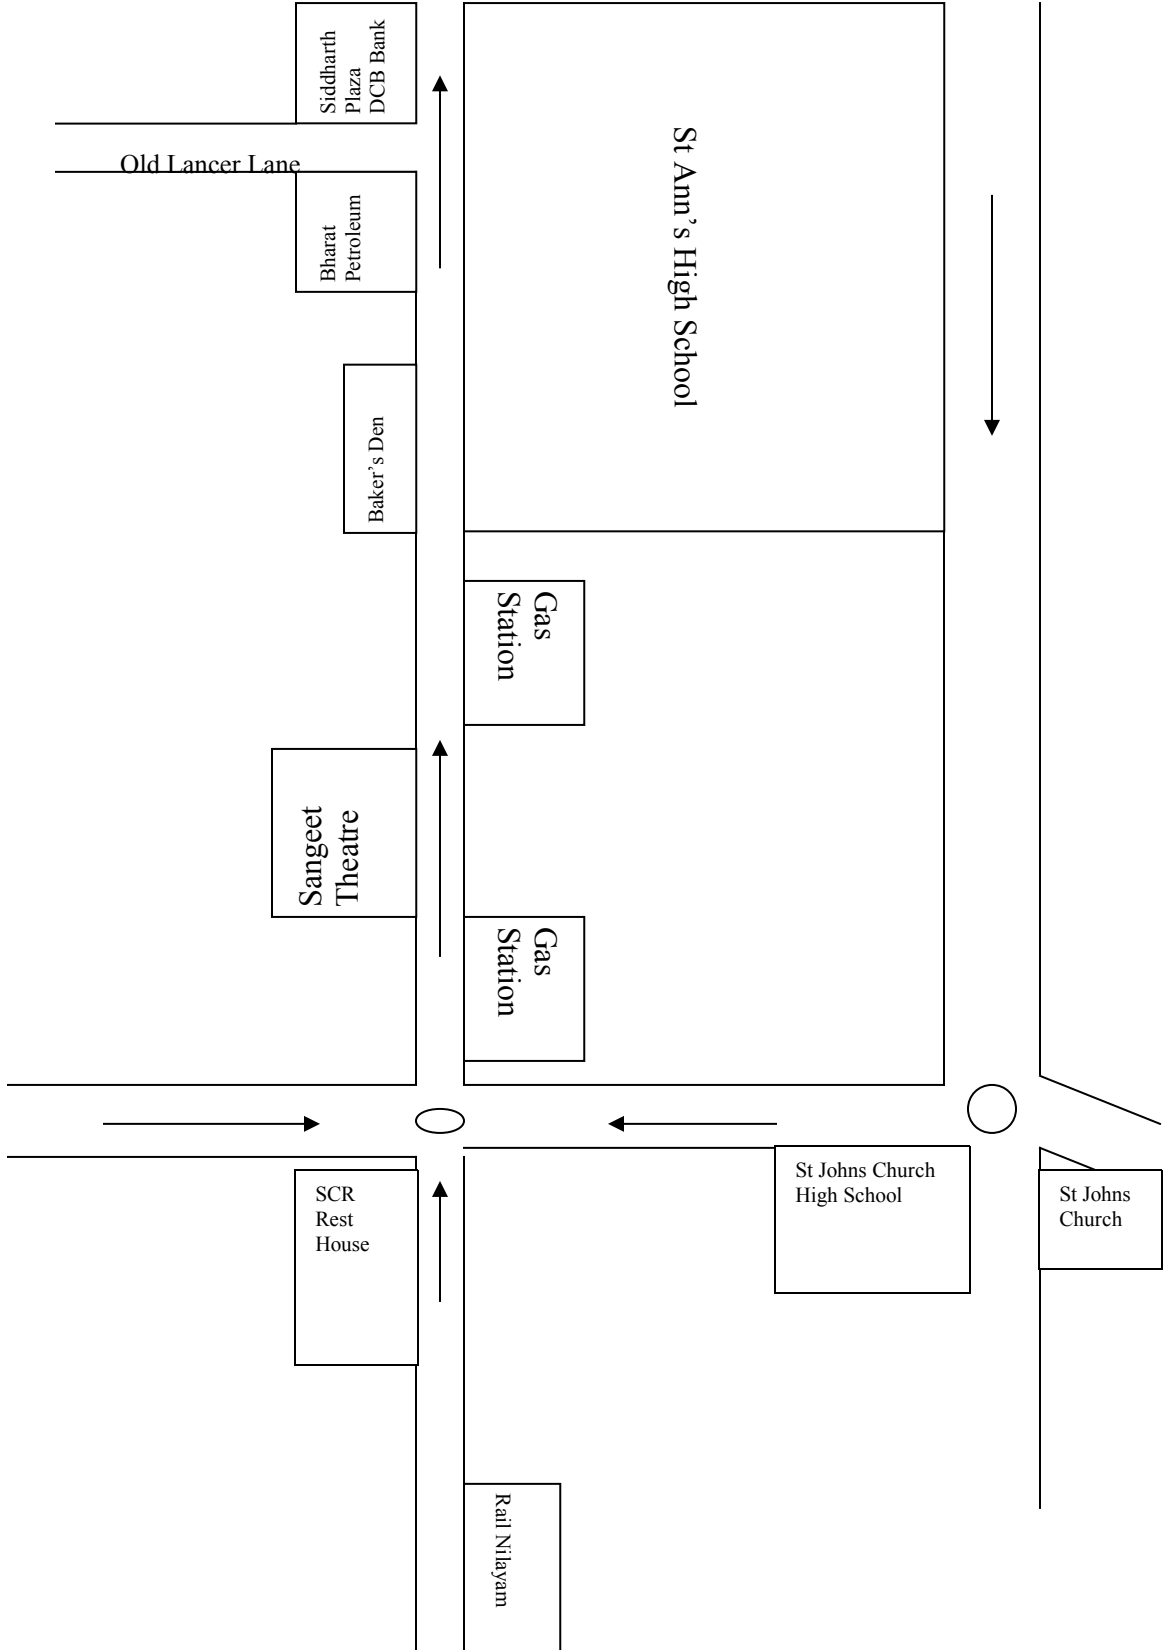 Siddharth
Plaza
DCB Bank
Old Lancer Lane
Bharat
Petroleum
St Ann's High School
Baker's Den
Gas
Station
Sangeet
Theatre
Gas
Station
SCR
Rest
House
St Johns Church
High School
St Johns
Church
Rail Nilayam